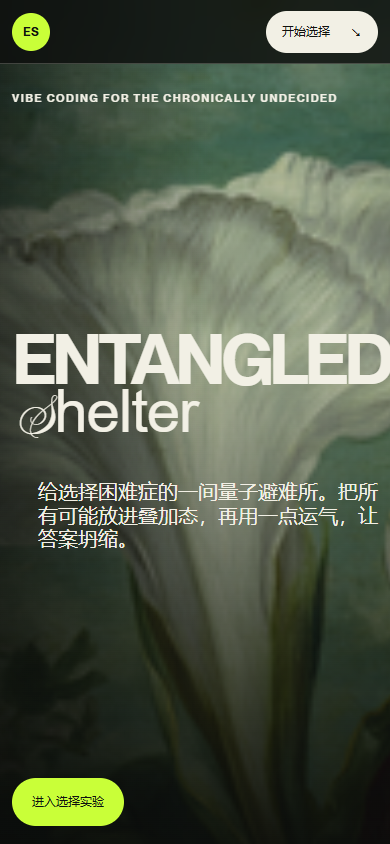 ES
开始选择 ↘
VIBE CODING FOR THE CHRONICALLY UNDECIDED
ENTANGLED
Shelter
给选择困难症的一间量子避难所。把所
有可能放进叠加态，再用一点运气，让
答案坍缩。
进入选择实验